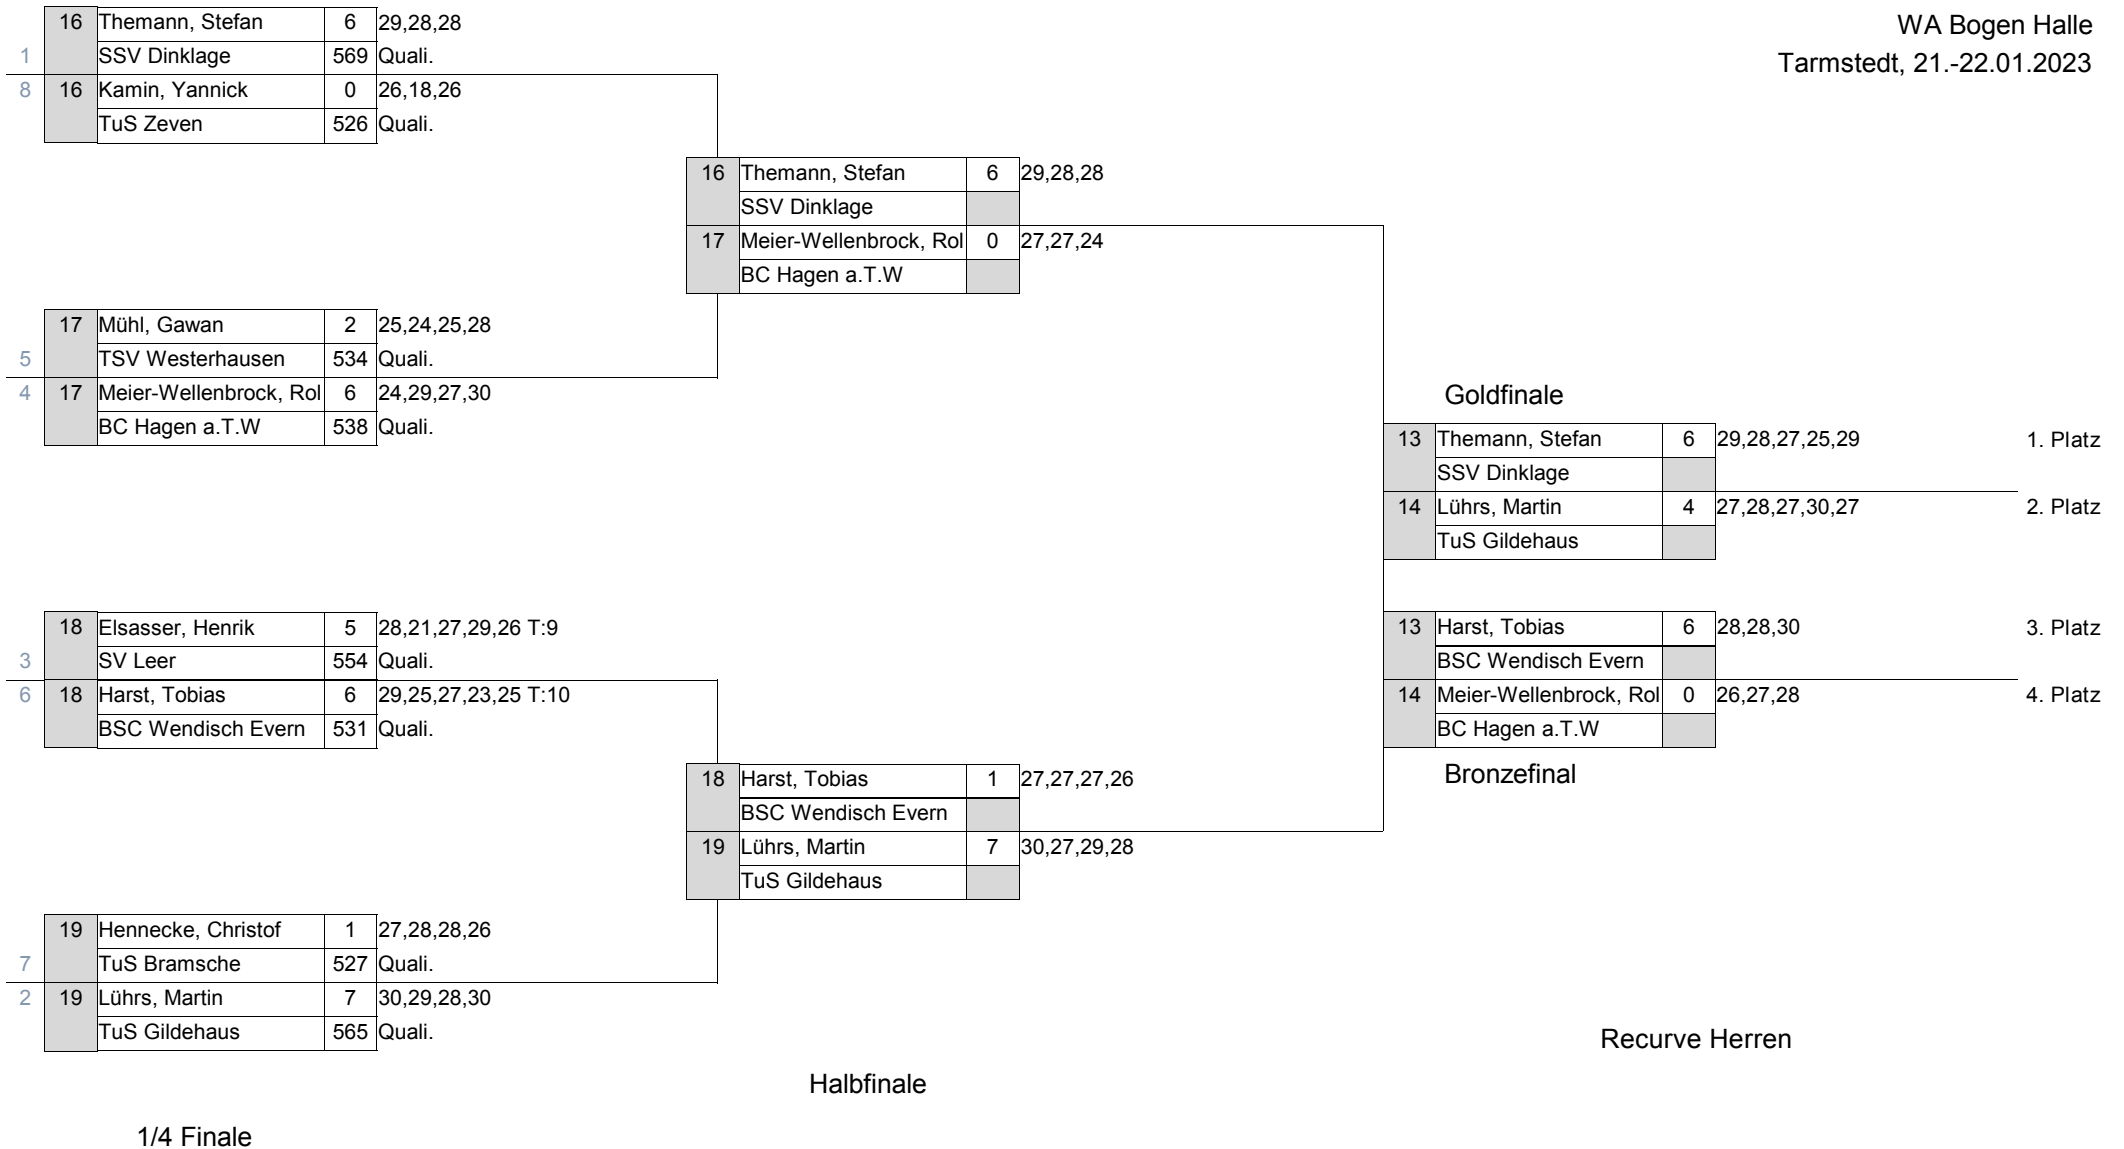 WA Bogen Halle
Tarmstedt, 21.-22.01.2023
16 Themann, Stefan 6 29,28,28
1 SSV Dinklage 569 Quali.
8 16 Kamin, Yannick 0 26,18,26
TuS Zeven 526 Quali.
16 Themann, Stefan 6 29,28,28
SSV Dinklage
17 Meier-Wellenbrock, Rol 0 27,27,24
BC Hagen a.T.W
17 Mühl, Gawan 2 25,24,25,28
5 TSV Westerhausen 534 Quali.
4 17 Meier-Wellenbrock, Rol 6 24,29,27,30
BC Hagen a.T.W 538 Quali.
Goldfinale
13 Themann, Stefan 6 29,28,27,25,29 1. Platz
SSV Dinklage
14 Lührs, Martin 4 27,28,27,30,27 2. Platz
TuS Gildehaus
18 Elsasser, Henrik 5 28,21,27,29,26 T:9
3 SV Leer 554 Quali.
6 18 Harst, Tobias 6 29,25,27,23,25 T:10
BSC Wendisch Evern 531 Quali.
13 Harst, Tobias 6 28,28,30 3. Platz
BSC Wendisch Evern
14 Meier-Wellenbrock, Rol 0 26,27,28 4. Platz
BC Hagen a.T.W
Bronzefinal
18 Harst, Tobias 1 27,27,27,26
BSC Wendisch Evern
19 Lührs, Martin 7 30,27,29,28
TuS Gildehaus
19 Hennecke, Christof 1 27,28,28,26
7 TuS Bramsche 527 Quali.
2 19 Lührs, Martin 7 30,29,28,30
TuS Gildehaus 565 Quali.
Recurve Herren
Halbfinale
1/4 Finale